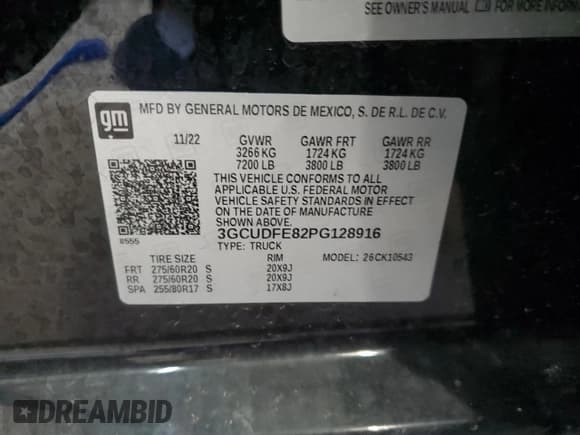 SEE OWNER'S MANUAL FOR MORE INFORM
gm
MFD BY GENERAL MOTORS DE MEXICO, S. DE R.L. DE C.V.
11/22 GVWR GAWR FRT GAWR RR
3266 KG 1724 KG 1724 KG
7200 LB 3800 LB 3800 LB
THIS VEHICLE CONFORMS TO ALL
APPLICABLE U.S. FEDERAL MOTOR
VEHICLE SAFETY STANDARDS IN EFFECT
ON THE DATE OF MANUFACTURE
SHOWN ABOVE.
3GCUDFE82PG128916
8555 TYPE: TRUCK
TIRE SIZE RIM MODEL: 26CK10543
FRT 275/60R20 S 20X9J
RR 275/60R20 S 20X9J
SPA 255/80R17 S 17X8J
DREAMBID